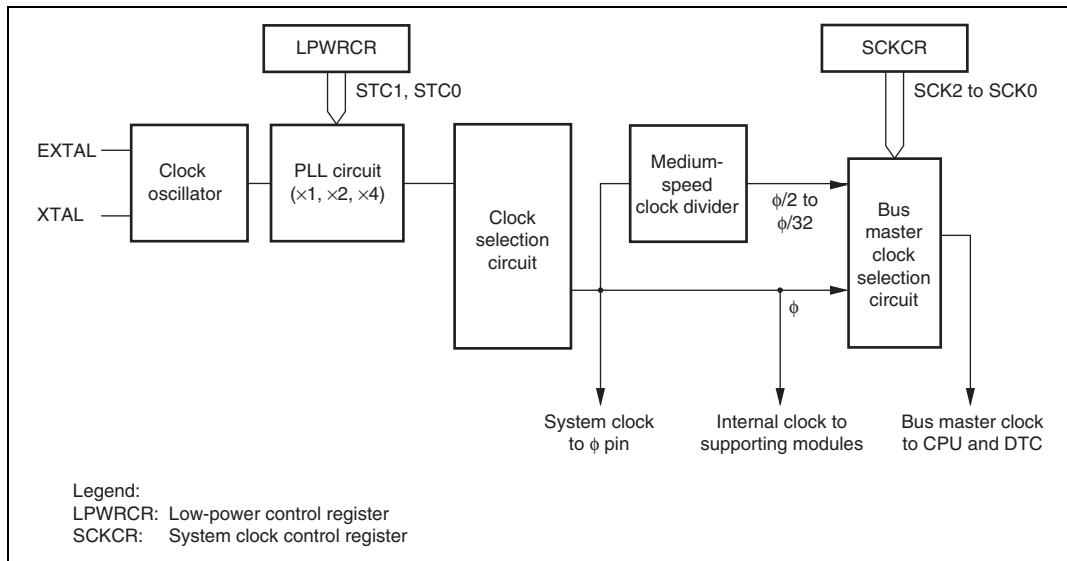 LPWRCR
SCKCR
STC1, STC0
SCK2 to SCK0
EXTAL
XTAL
Clock
oscillator
PLL circuit
(×1, ×2, ×4)
Clock
selection
circuit
Medium-
speed
clock divider
ϕ/2 to
ϕ/32
Bus
master
clock
selection
circuit
ϕ
System clock
to ϕ pin
Internal clock to
supporting modules
Bus master clock
to CPU and DTC
Legend:
LPWRCR: Low-power control register
SCKCR: System clock control register